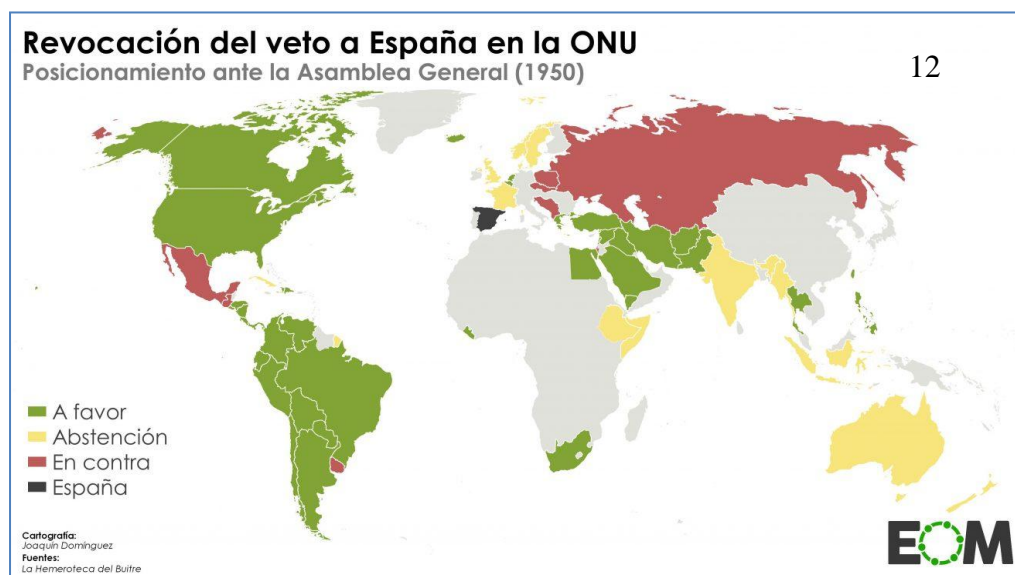 Revocación del veto a España en la ONU
Posicionamiento ante la Asamblea General (1950)
12
A favor
Abstención
En contra
España
Cartografía:
Joaquín Domínguez
Fuentes:
La Hemeroteca del Buitre
EOM